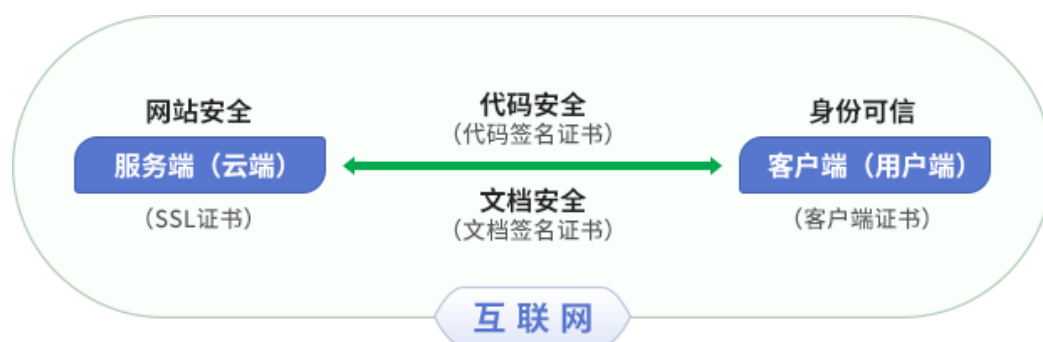 网站安全
服务端（云端）
（SSL证书）
代码安全
（代码签名证书）
文档安全
（文档签名证书）
身份可信
客户端（用户端）
（客户端证书）
互联网